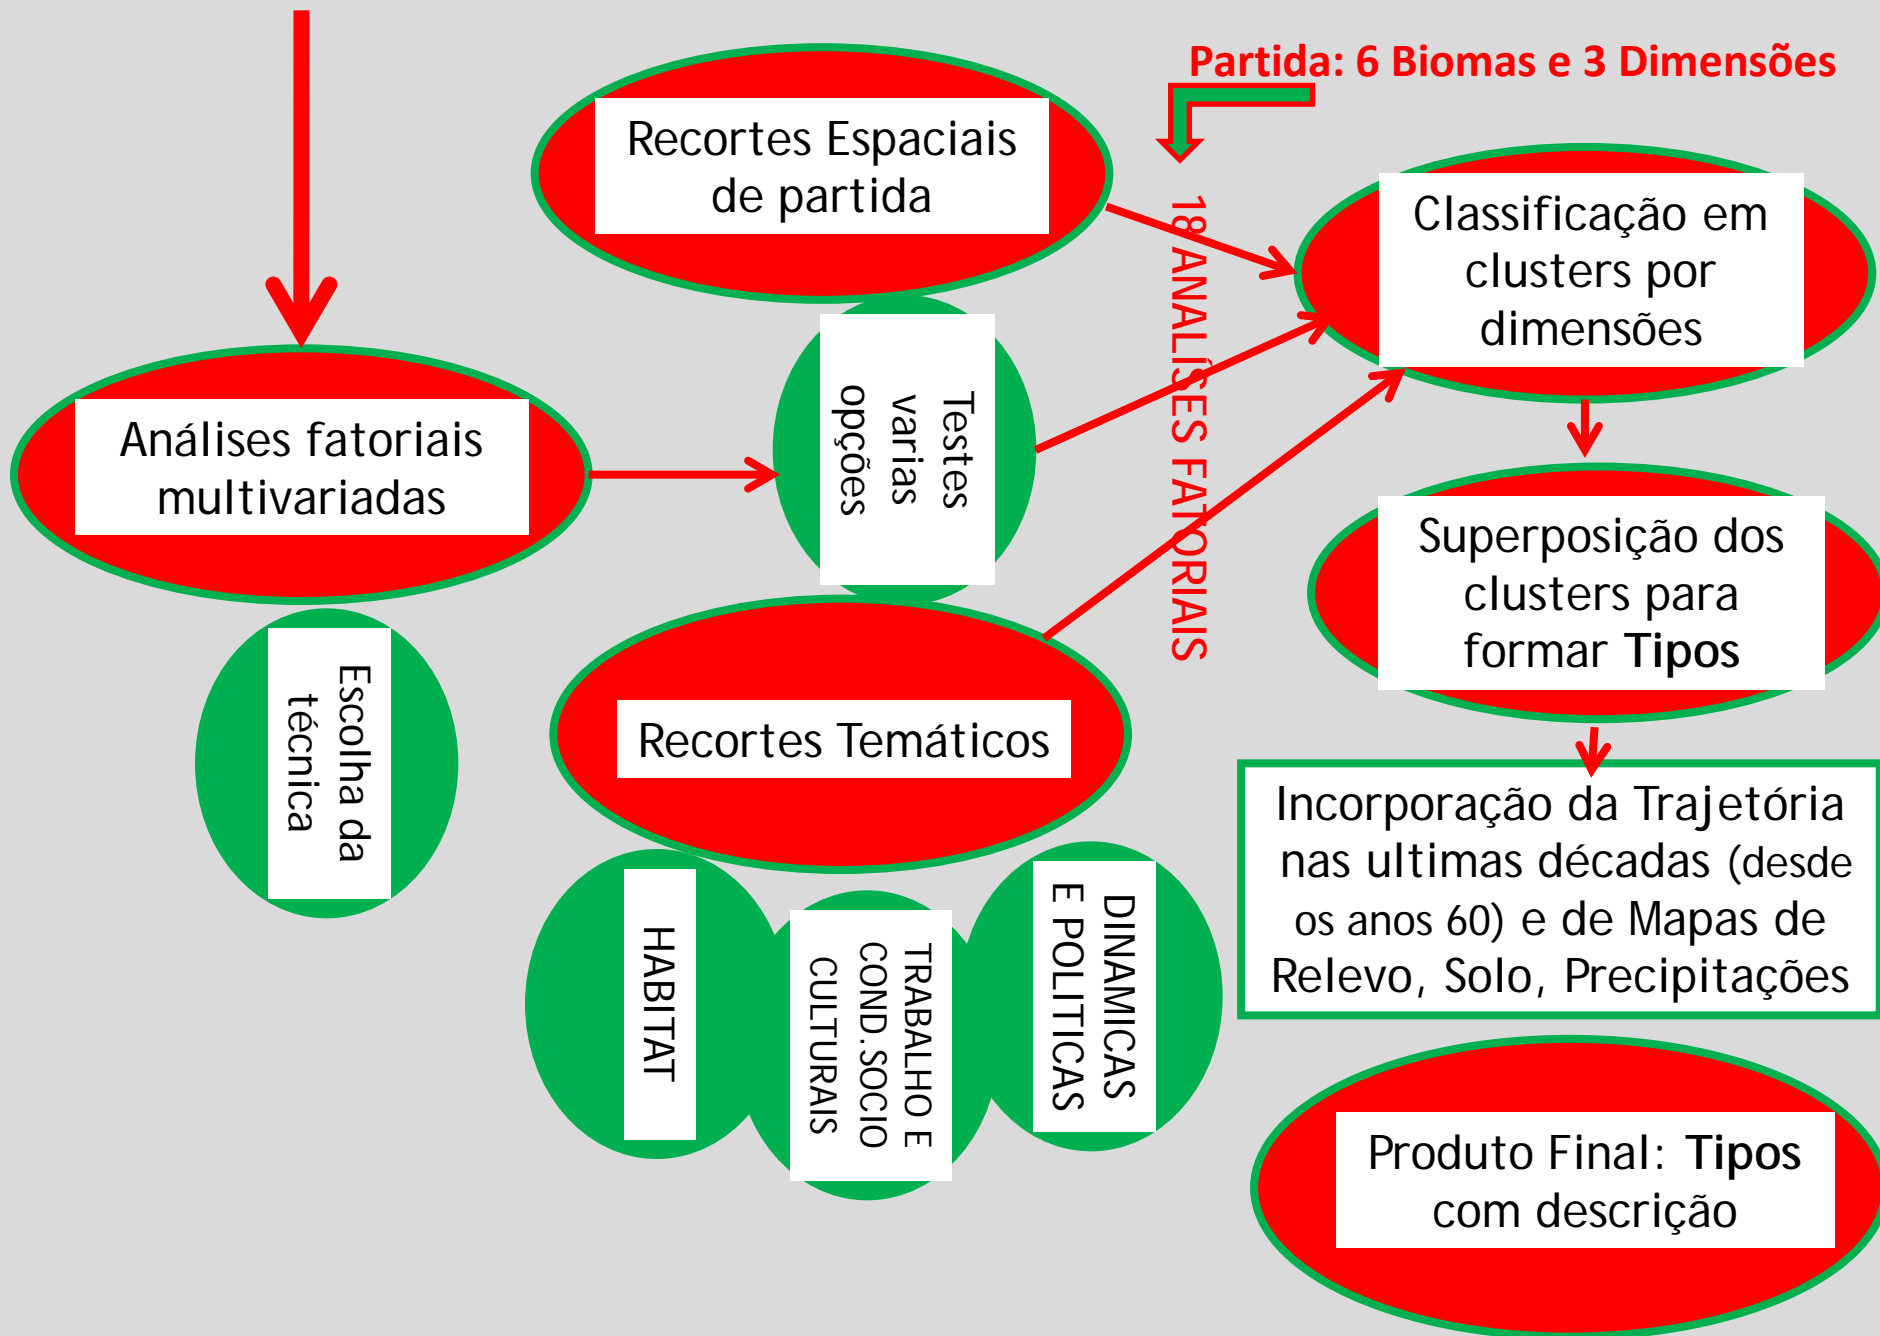 Partida: 6 Biomas e 3 Dimensões
Recortes Espaciais
de partida
18 ANALÍSES FATORIAIS
Classificação em
clusters por
dimensões
Análises fatoriais
multivariadas
Testes
varias
opções
Superposição dos
clusters para
formar Tipos
Escolha da
técnica
Recortes Temáticos
Incorporação da Trajetória
nas ultimas décadas (desde
os anos 60) e de Mapas de
Relevo, Solo, Precipitações
HABITAT
TRABALHO E
COND.SOCIO
CULTURAIS
DINAMICAS
E POLITICAS
Produto Final: Tipos
com descrição